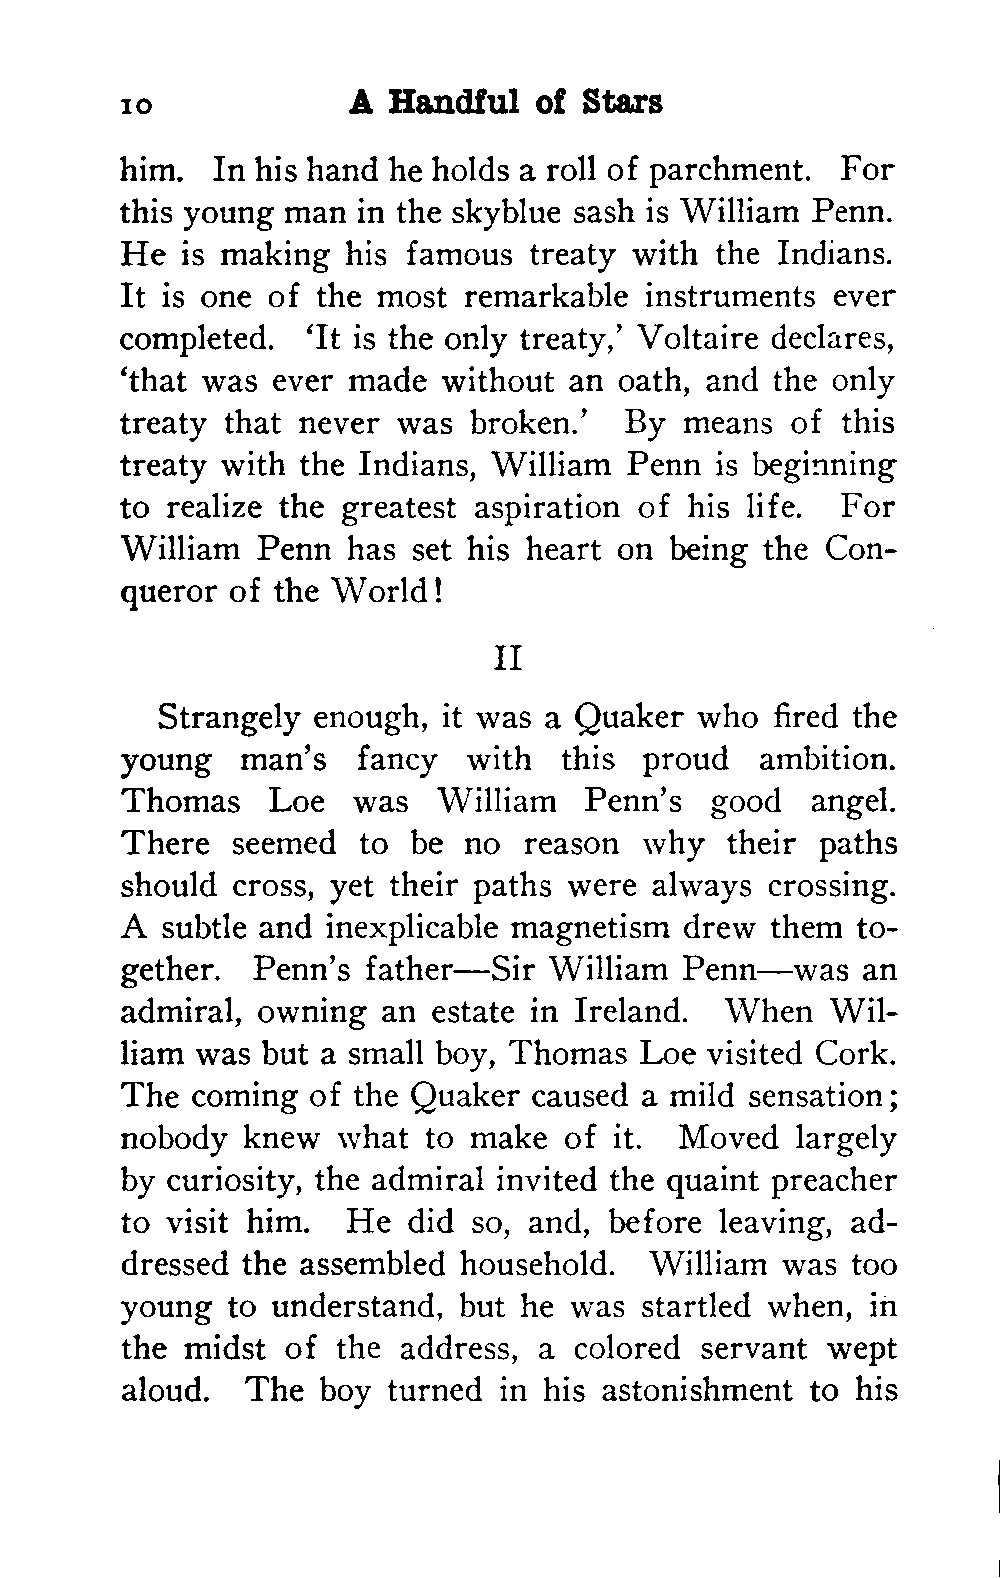 10 A Handful of Stars
him. In his hand he holds a roll of parchment. For
this young man in the skyblue sash is William Penn.
He is making his famous treaty with the Indians.
It is one of the most remarkable instruments ever
completed. ‘It is the only treaty,’ Voltaire declares,
‘that was ever made without an oath, and the only
treaty that never was broken.’ By means of this
treaty with the Indians, William Penn is beginning
to realize the greatest aspiration of his life. For
William Penn has set his heart on being the Con-
queror of the World!
II
Strangely enough, it was a Quaker who fired the
young man's fancy with this proud ambition.
Thomas Loe was William Penn's good angel.
There seemed to be no reason why their paths
should cross, yet their paths were always crossing.
A subtle and inexplicable magnetism drew them to-
gether. Penn's father—Sir William Penn—was an
admiral, owning an estate in Ireland. When Wil-
liam was but a small boy, Thomas Loe visited Cork.
The coming of the Quaker caused a mild sensation;
nobody knew what to make of it. Moved largely
by curiosity, the admiral invited the quaint preacher
to visit him. He did so, and, before leaving, ad-
dressed the assembled household. William was too
young to understand, but he was startled when, in
the midst of the address, a colored servant wept
aloud. The boy turned in his astonishment to his